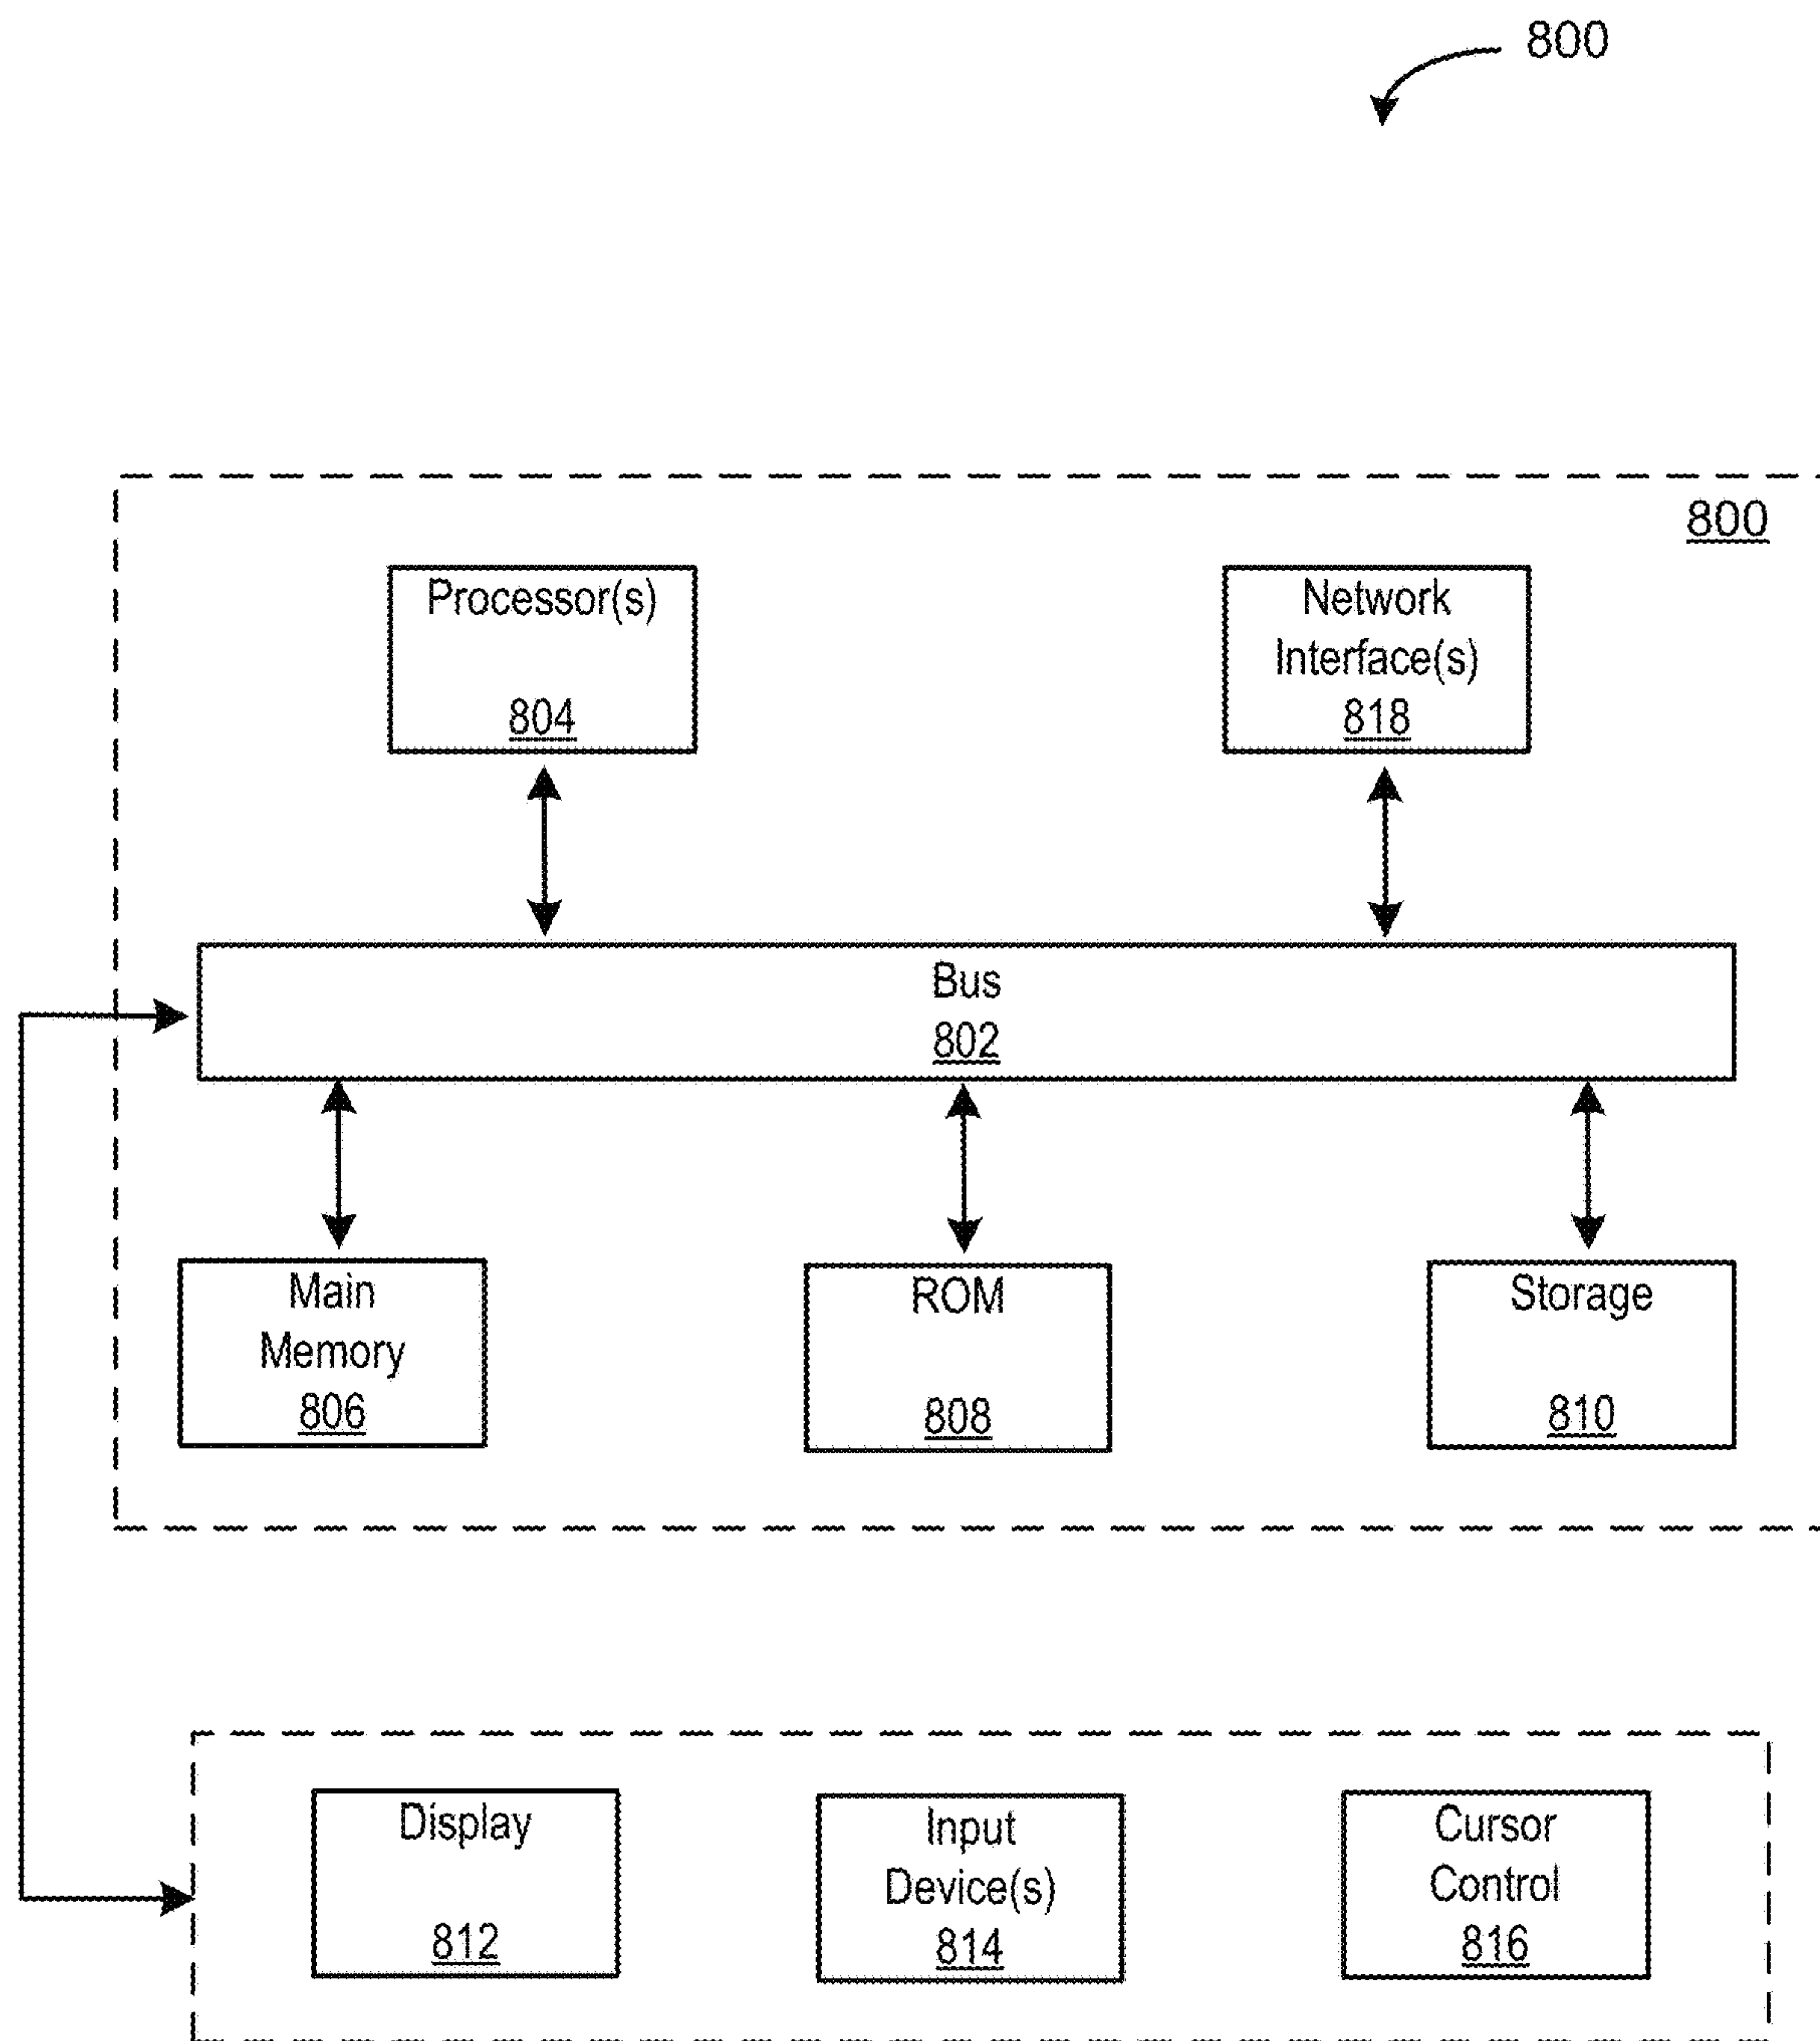 800
800
Processor(s)
804
Network
Interface(s)
818
Bus
802
Main
Memory
806
ROM
808
Storage
810
Display
812
Input
Device(s)
814
Cursor
Control
816